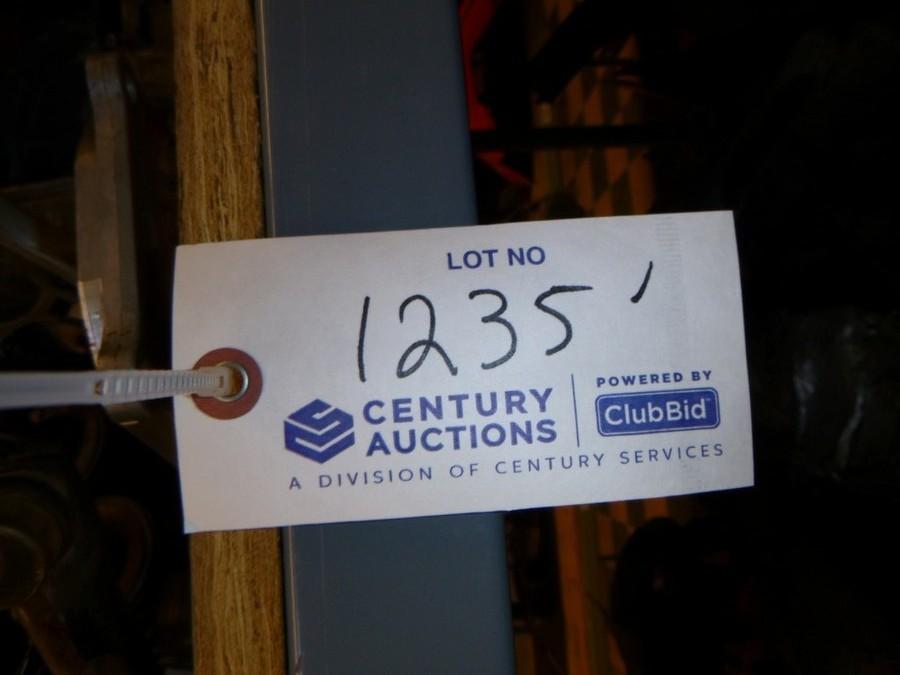 LOT NO
1235'
CENTURY
AUCTIONS
POWERED BY
ClubBid
A DIVISION OF CENTURY SERVICES